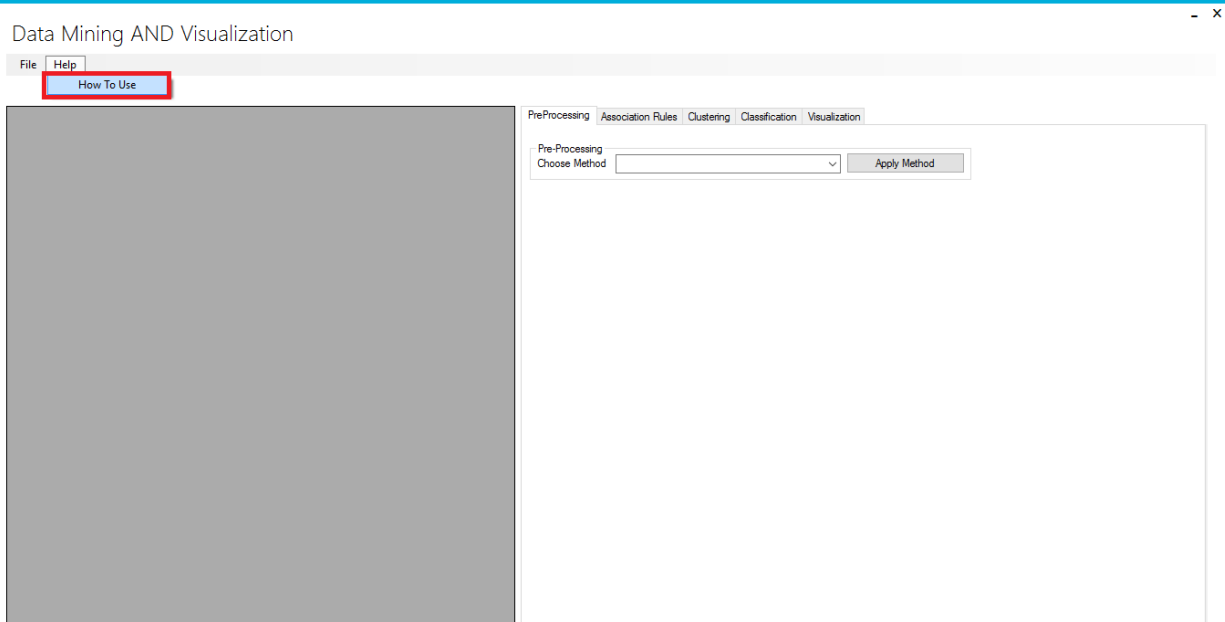 Data Mining AND Visualization
File Help
How To Use
PreProcessing Association Rules Clustering Classification Visualization
Pre-Processing
Choose Method Apply Method